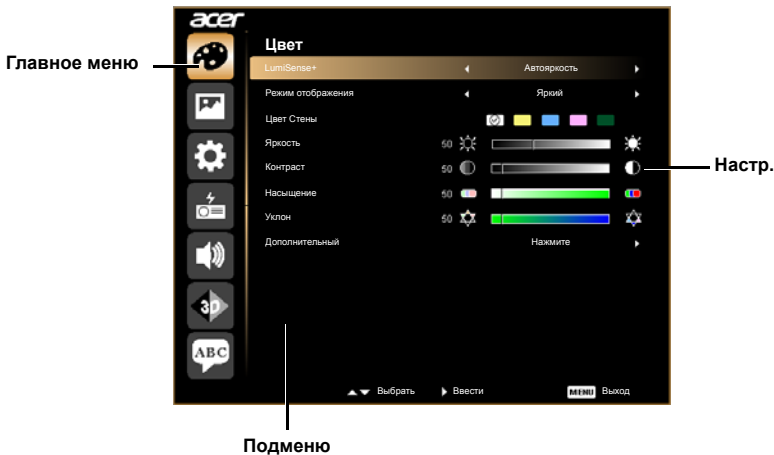 acer
Цвет
Главное меню
LumiSense+ Автояркость
Режим отображения Яркий
Цвет Стены
Яркость 50
Контраст 50
Настр.
Насыщение 50
Уклон 50
Дополнительный Нажмите
3D
ABC
Выбрать Ввести MENU Выход
Подменю